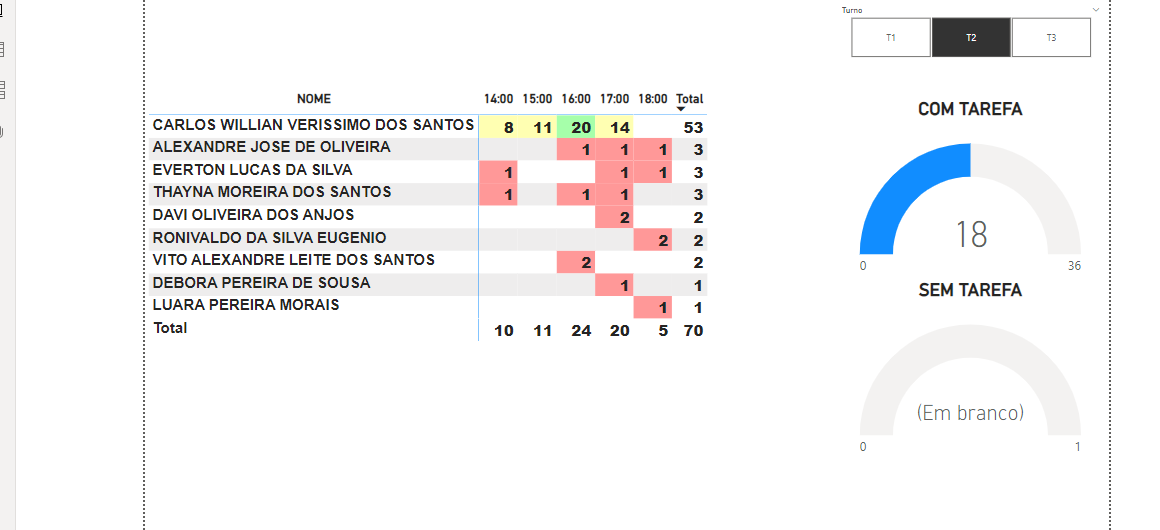 Turno
T1 T2 T3
NOME 14:00 15:00 16:00 17:00 18:00 Total
CARLOS WILLIAN VERISSIMO DOS SANTOS 8 11 20 14 53
ALEXANDRE JOSE DE OLIVEIRA 1 1 1 3
EVERTON LUCAS DA SILVA 1 1 1 3
THAYNA MOREIRA DOS SANTOS 1 1 1 3
DAVI OLIVEIRA DOS ANJOS 2 2
RONIVALDO DA SILVA EUGENIO 2 2
VITO ALEXANDRE LEITE DOS SANTOS 2 2
DEBORA PEREIRA DE SOUSA 1 1
LUARA PEREIRA MORAIS 1 1
Total 10 11 24 20 5 70
COM TAREFA
18
0 36
SEM TAREFA
(Em branco)
0 1